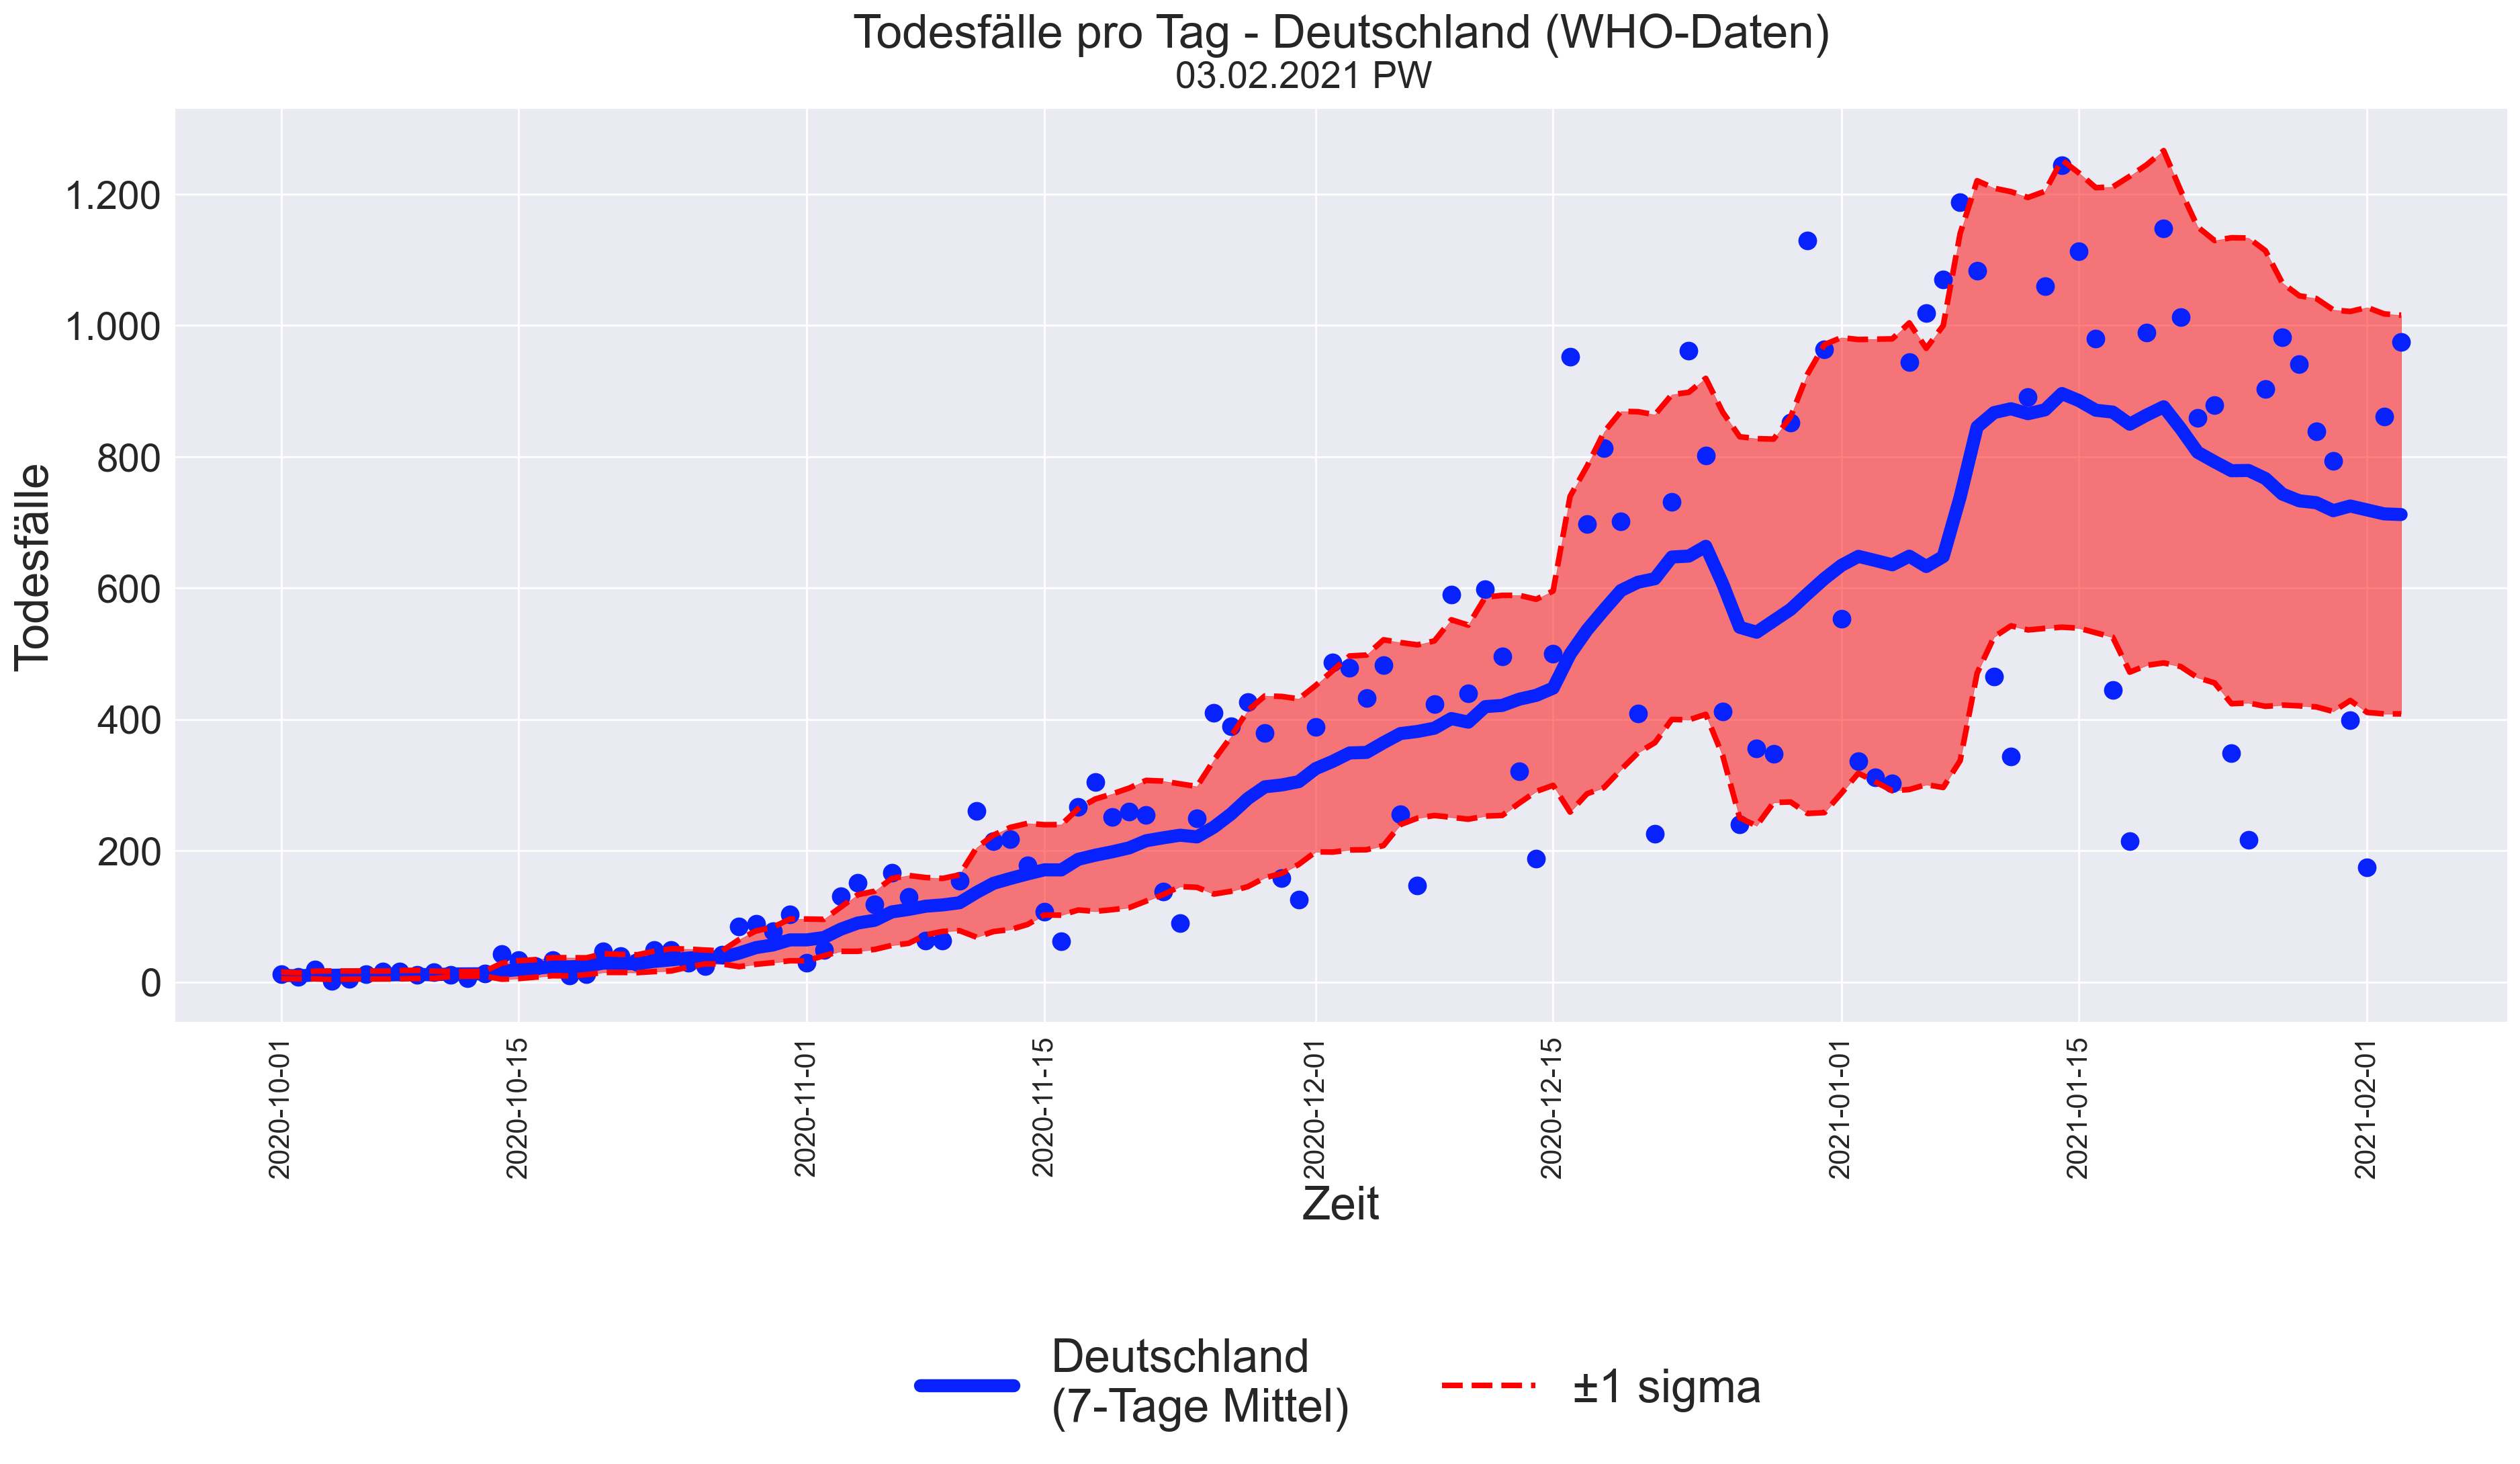 Todesfälle pro Tag - Deutschland (WHO-Daten)
03.02.2021 PW
Todesfälle
1.200
1.000
800
600
400
200
0
2020-10-01
2020-10-15
2020-11-01
2020-11-15
2020-12-01
2020-12-15
2021-01-01
2021-01-15
2021-02-01
Zeit
Deutschland
(7-Tage Mittel)
±1 sigma